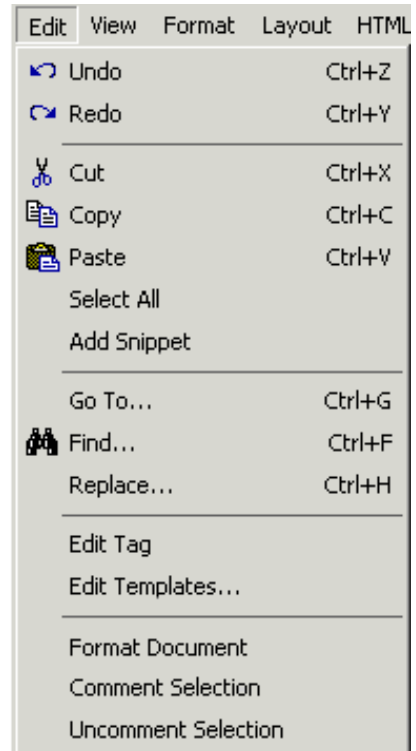 Edit View Format Layout HTML
Undo Ctrl+Z
Redo Ctrl+Y
Cut Ctrl+X
Copy Ctrl+C
Paste Ctrl+V
Select All
Add Snippet
Go To... Ctrl+G
Find... Ctrl+F
Replace... Ctrl+H
Edit Tag
Edit Templates...
Format Document
Comment Selection
Uncomment Selection